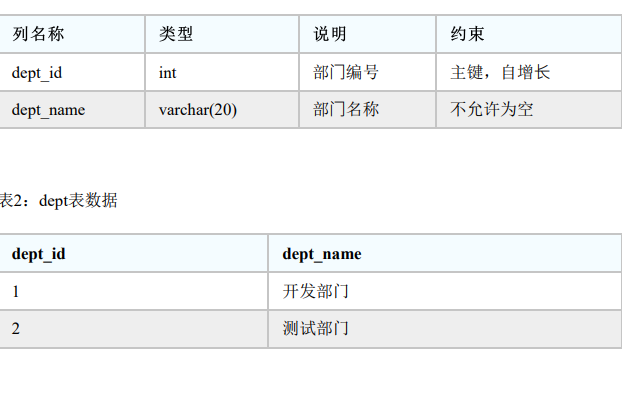 列名称 类型 说明 约束
dept_id int 部门编号 主键，自增长
dept_name varchar(20) 部门名称 不允许为空
表2：dept表数据
dept_id dept_name
1 开发部门
2 测试部门